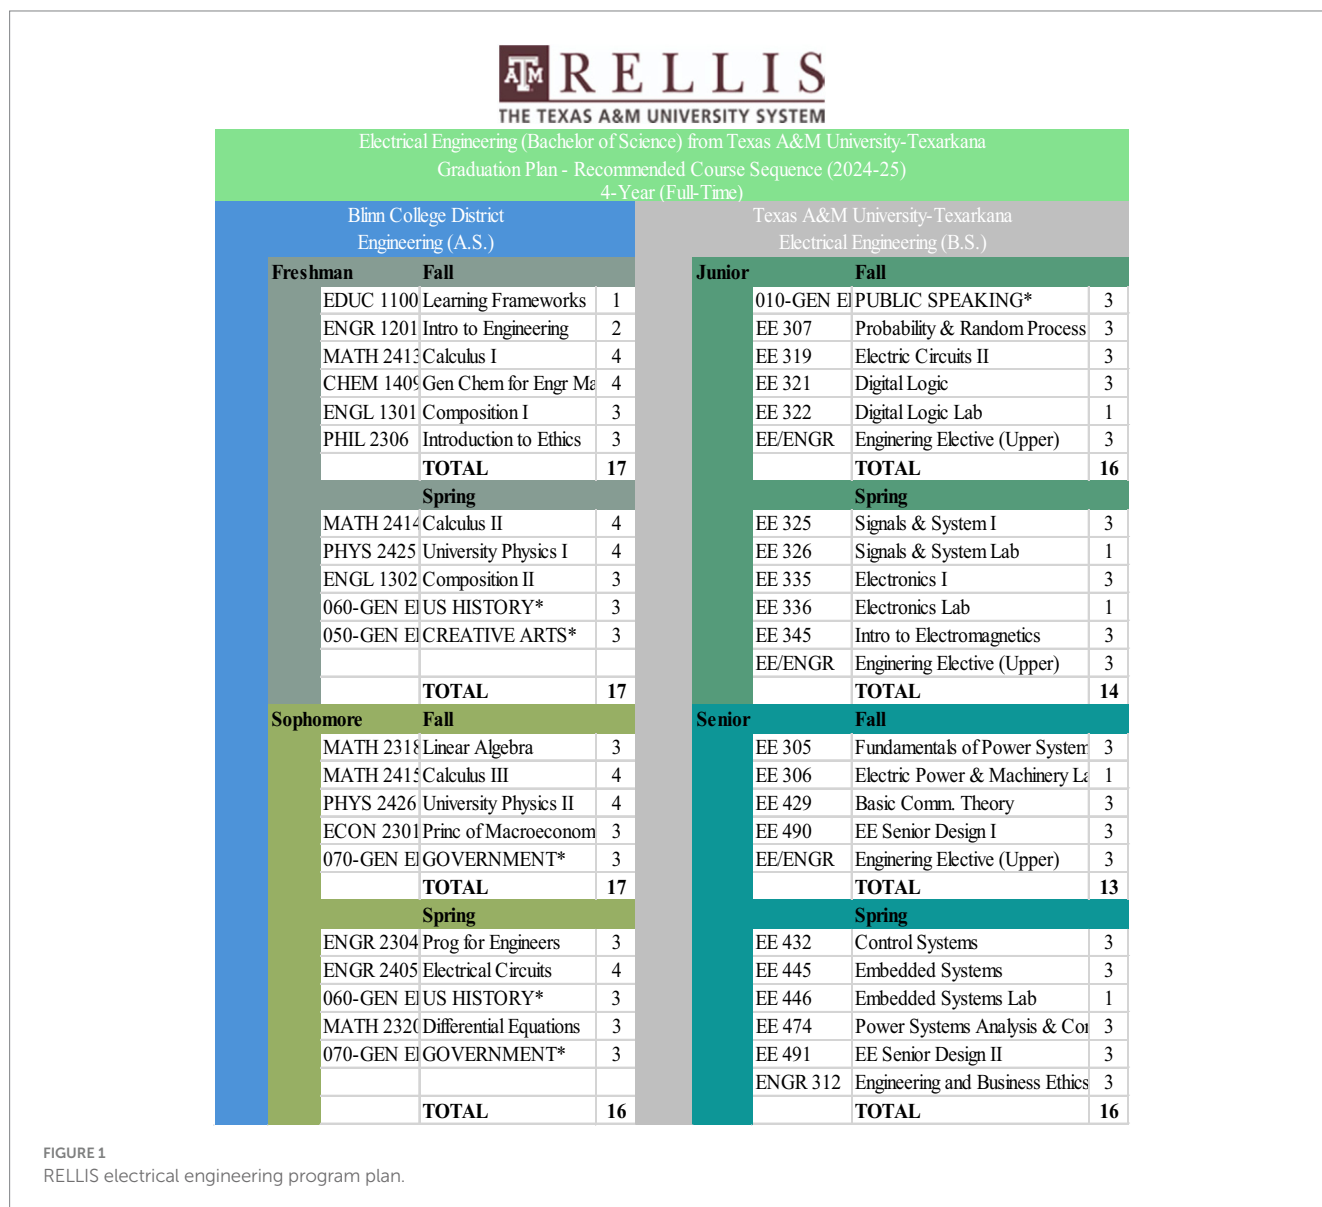 ATM RELLIS
THE TEXAS A&M UNIVERSITY SYSTEM
Electrical Engineering (Bachelor of Science) from Texas A&M University-Texarkana
Graduation Plan - Recommended Course Sequence (2024-25)
4-Year (Full-Time)
Blinn College District
Engineering (A.S.)
Freshman Fall
EDUC 1100 Learning Frameworks 1
ENGR 1201 Intro to Engineering 2
MATH 2413 Calculus I 4
CHEM 1409 Gen Chem for Engr Ma 4
ENGL 1301 Composition I 3
PHIL 2306 Introduction to Ethics 3
TOTAL 17
Spring
MATH 2414 Calculus II 4
PHYS 2425 University Physics I 4
ENGL 1302 Composition II 3
060-GEN El US HISTORY* 3
050-GEN El CREATIVE ARTS* 3
TOTAL 17
Sophomore Fall
MATH 2318 Linear Algebra 3
MATH 2415 Calculus III 4
PHYS 2426 University Physics II 4
ECON 2301 Princ of Macroeconom 3
070-GEN El GOVERNMENT* 3
TOTAL 17
Spring
ENGR 2304 Prog for Engineers 3
ENGR 2405 Electrical Circuits 4
060-GEN El US HISTORY* 3
MATH 2320 Differential Equations 3
070-GEN El GOVERNMENT* 3
TOTAL 16
Texas A&M University-Texarkana
Electrical Engineering (B.S.)
Junior Fall
010-GEN El PUBLIC SPEAKING* 3
EE 307 Probability & Random Process 3
EE 319 Electric Circuits II 3
EE 321 Digital Logic 3
EE 322 Digital Logic Lab 1
EE/ENGR Enginering Elective (Upper) 3
TOTAL 16
Spring
EE 325 Signals & System I 3
EE 326 Signals & System Lab 1
EE 335 Electronics I 3
EE 336 Electronics Lab 1
EE 345 Intro to Electromagnetics 3
EE/ENGR Enginering Elective (Upper) 3
TOTAL 14
Senior Fall
EE 305 Fundamentals of Power System 3
EE 306 Electric Power & Machinery La 1
EE 429 Basic Comm. Theory 3
EE 490 EE Senior Design I 3
EE/ENGR Enginering Elective (Upper) 3
TOTAL 13
Spring
EE 432 Control Systems 3
EE 445 Embedded Systems 3
EE 446 Embedded Systems Lab 1
EE 474 Power Systems Analysis & Con 3
EE 491 EE Senior Design II 3
ENGR 312 Engineering and Business Ethics 3
TOTAL 16
FIGURE 1
RELLIS electrical engineering program plan.